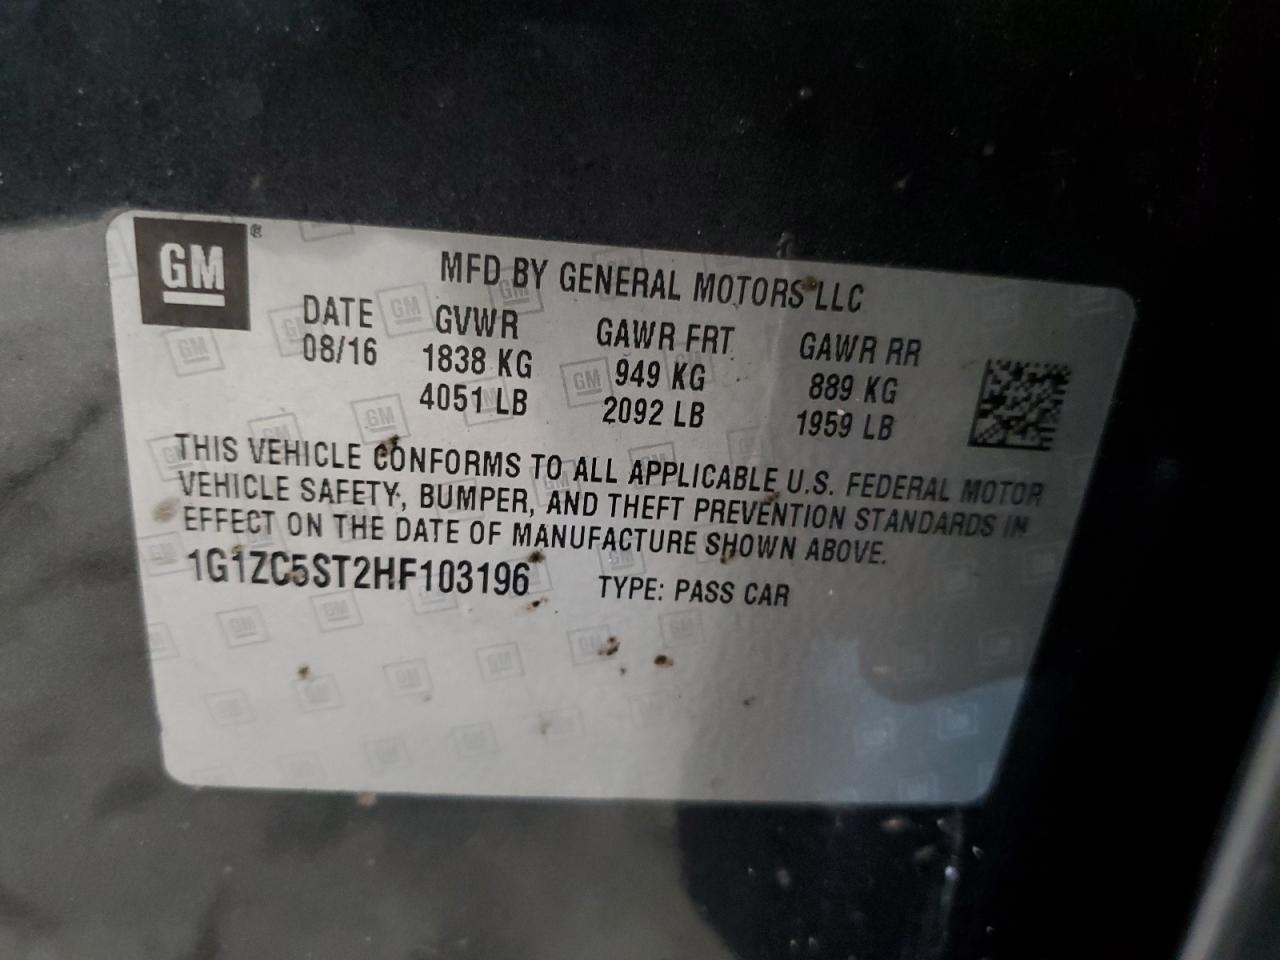 GM®
MFD BY GENERAL MOTORS LLC
DATE GVWR GAWR FRT GAWR RR
08/16 1838 KG 949 KG 889 KG
4051 LB 2092 LB 1959 LB
THIS VEHICLE CONFORMS TO ALL APPLICABLE U.S. FEDERAL MOTOR
VEHICLE SAFETY, BUMPER, AND THEFT PREVENTION STANDARDS IN
EFFECT ON THE DATE OF MANUFACTURE SHOWN ABOVE.
1G1ZC5ST2HF103196 TYPE: PASS CAR